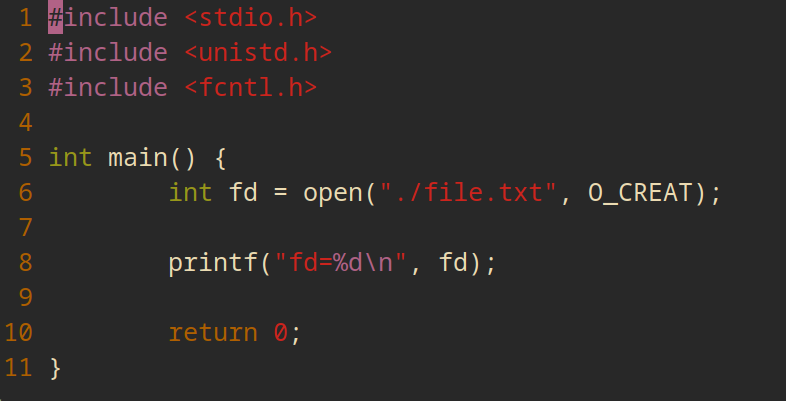 1 #include <stdio.h>
2 #include <unistd.h>
3 #include <fcntl.h>
4
5 int main() {
6         int fd = open("./file.txt", O_CREAT);
7
8         printf("fd=%d\n", fd);
9
10         return 0;
11 }